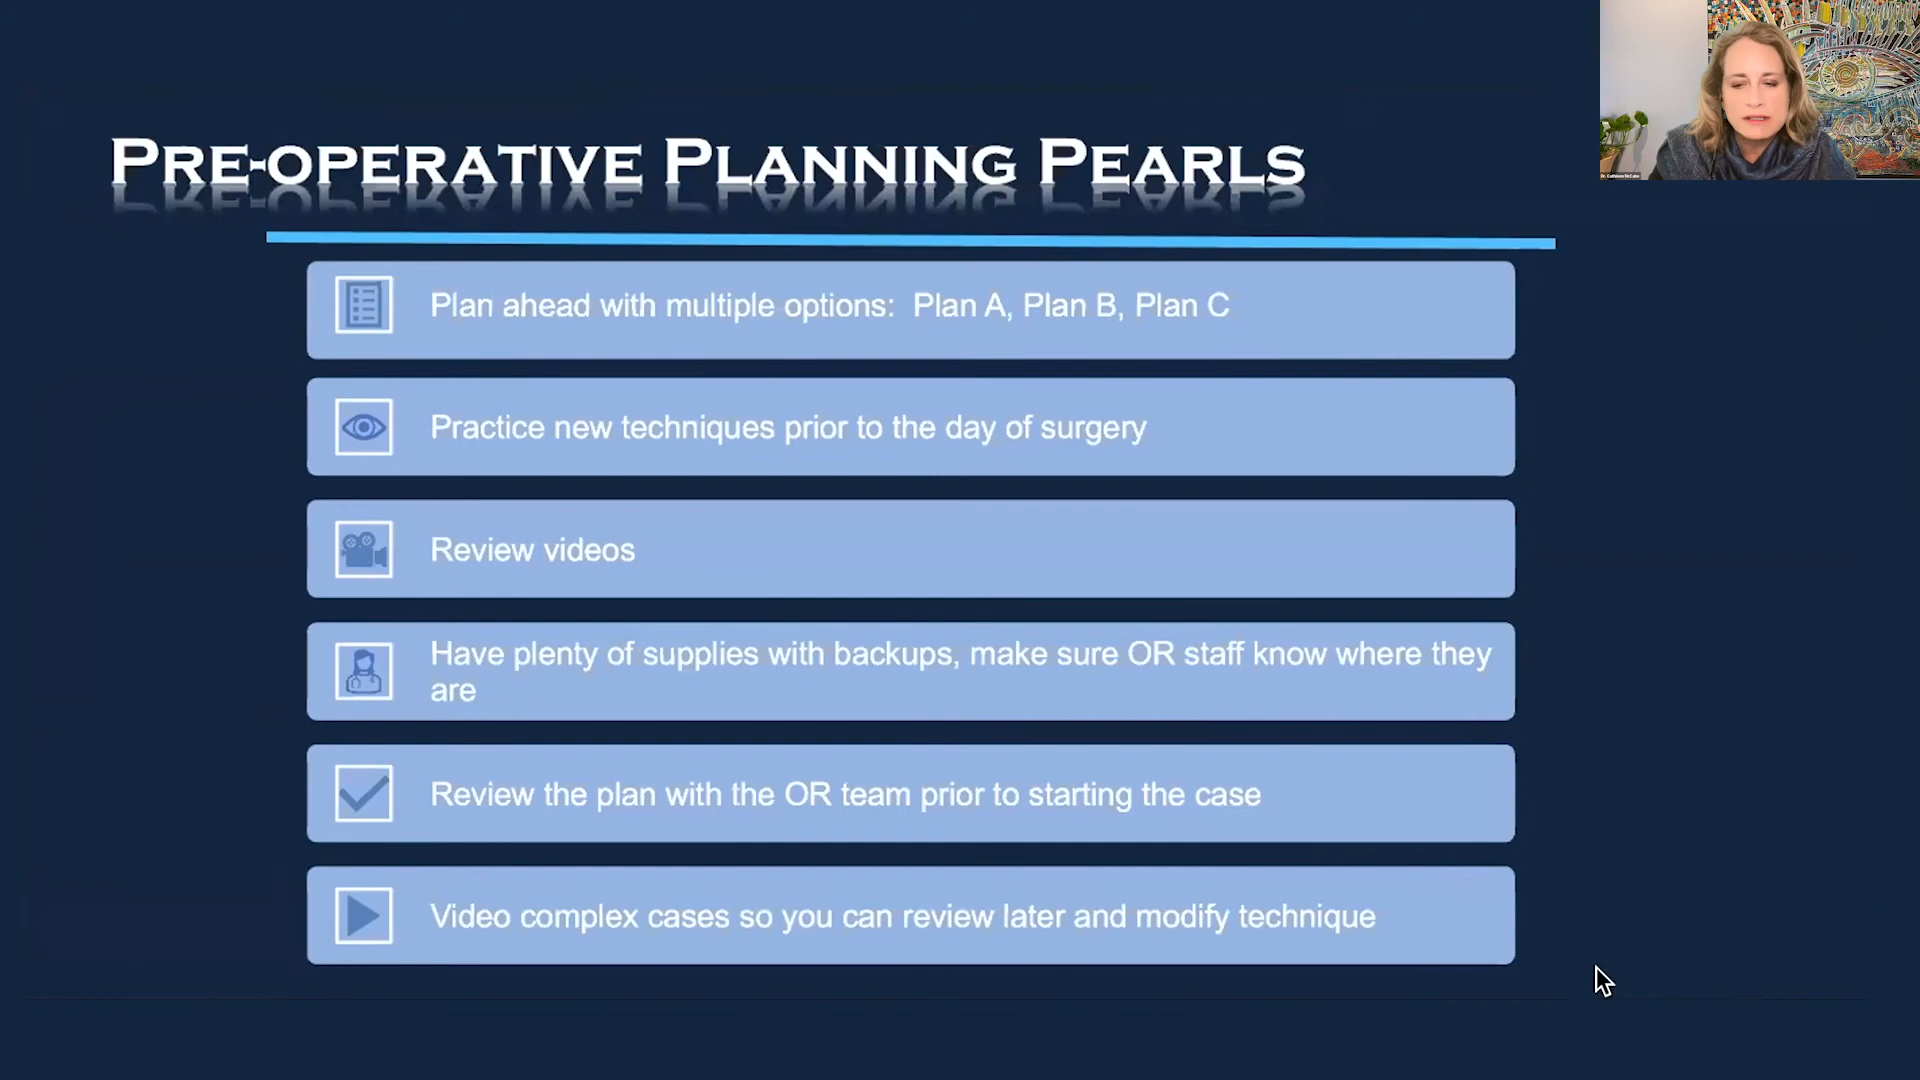 PRE-OPERATIVE PLANNING PEARLS
Plan ahead with multiple options: Plan A, Plan B, Plan C
Practice new techniques prior to the day of surgery
Review videos
Have plenty of supplies with backups, make sure OR staff know where they
are
Review the plan with the OR team prior to starting the case
Video complex cases so you can review later and modify technique
Dr. Cathleen McCabe